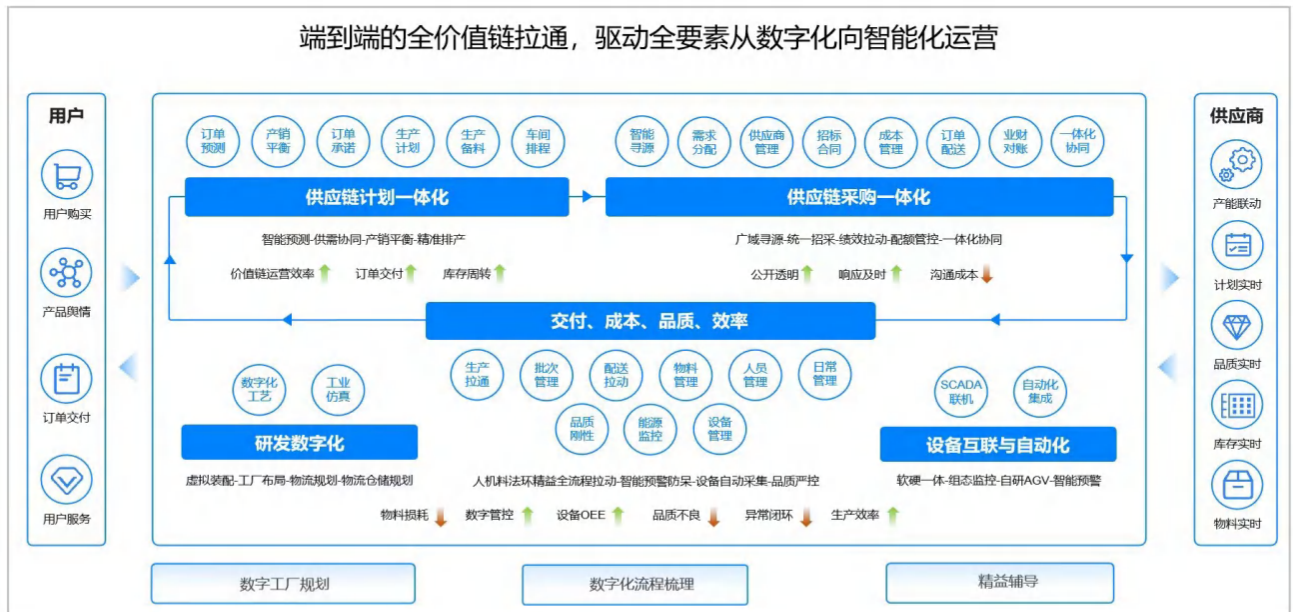 端到端的全价值链拉通，驱动全要素从数字化向智能化运营
用户
用户购买
产品舆情
订单交付
用户服务
订单
预测
产销
平衡
订单
承诺
生产
计划
生产
备料
车间
排程
供应链计划一体化
智能预测-供需协同-产销平衡-精准排产
价值链运营效率 订单交付 库存周转
智能
寻源
需求
分配
供应商
管理
招标
合同
成本
管理
订单
配送
业财
对账
一体化
协同
供应链采购一体化
广域寻源-统一招采-绩效拉动-配额管控-一体化协同
公开透明 响应及时 沟通成本
交付、成本、品质、效率
数字化
工艺
工业
仿真
研发数字化
虚拟装配-工厂布局-物流规划-物流仓储规划
生产
拉通
批次
管理
配送
拉动
物料
管理
人员
管理
日常
管理
品质
刚性
能源
监控
设备
管理
人机料法环精益全流程拉动-智能预警防呆-设备自动采集-品质严控
SCADA
联机
自动化
集成
设备互联与自动化
软硬一体-组态监控-自研AGV-智能预警
物料损耗 数字管控 设备OEE 品质不良 异常闭环 生产效率
供应商
产能联动
计划实时
品质实时
库存实时
物料实时
数字工厂规划
数字化流程梳理
精益辅导